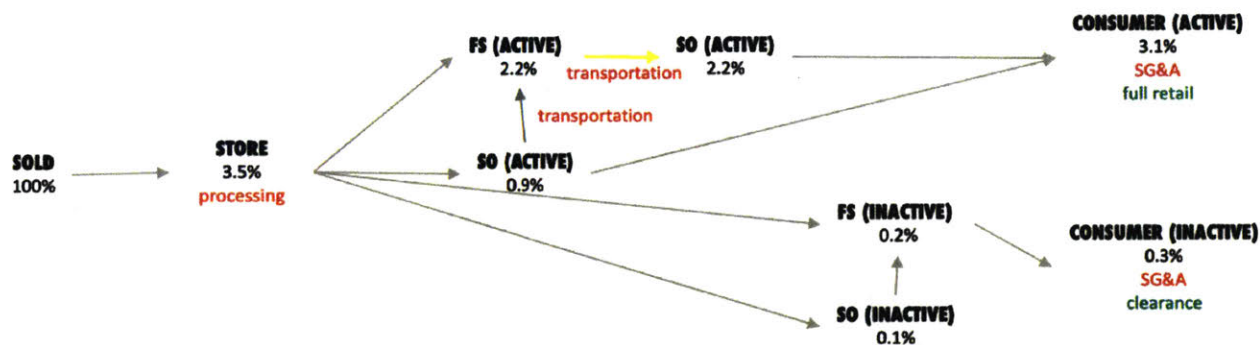 SOLD
100%
STORE
3.5%
processing
FS (ACTIVE)
2.2%
transportation
SO (ACTIVE)
2.2%
transportation
SO (ACTIVE)
0.9%
CONSUMER (ACTIVE)
3.1%
SG&A
full retail
FS (INACTIVE)
0.2%
SO (INACTIVE)
0.1%
CONSUMER (INACTIVE)
0.3%
SG&A
clearance